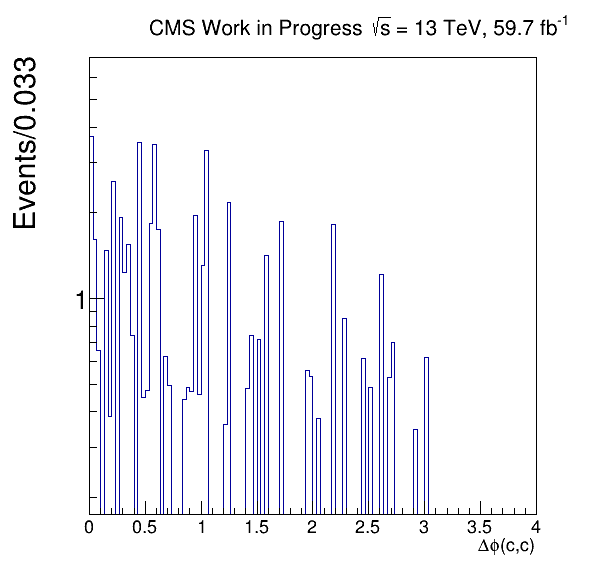 CMS Work in Progress √s = 13 TeV, 59.7 fb⁻¹
Events/0.033
1
0 0.5 1 1.5 2 2.5 3 3.5 4
Δϕ(c,c)